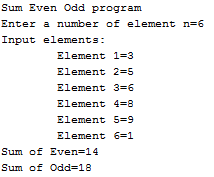 Sum Even Odd program
Enter a number of element n=6
Input elements:
Element 1=3
Element 2=5
Element 3=6
Element 4=8
Element 5=9
Element 6=1
Sum of Even=14
Sum of Odd=18